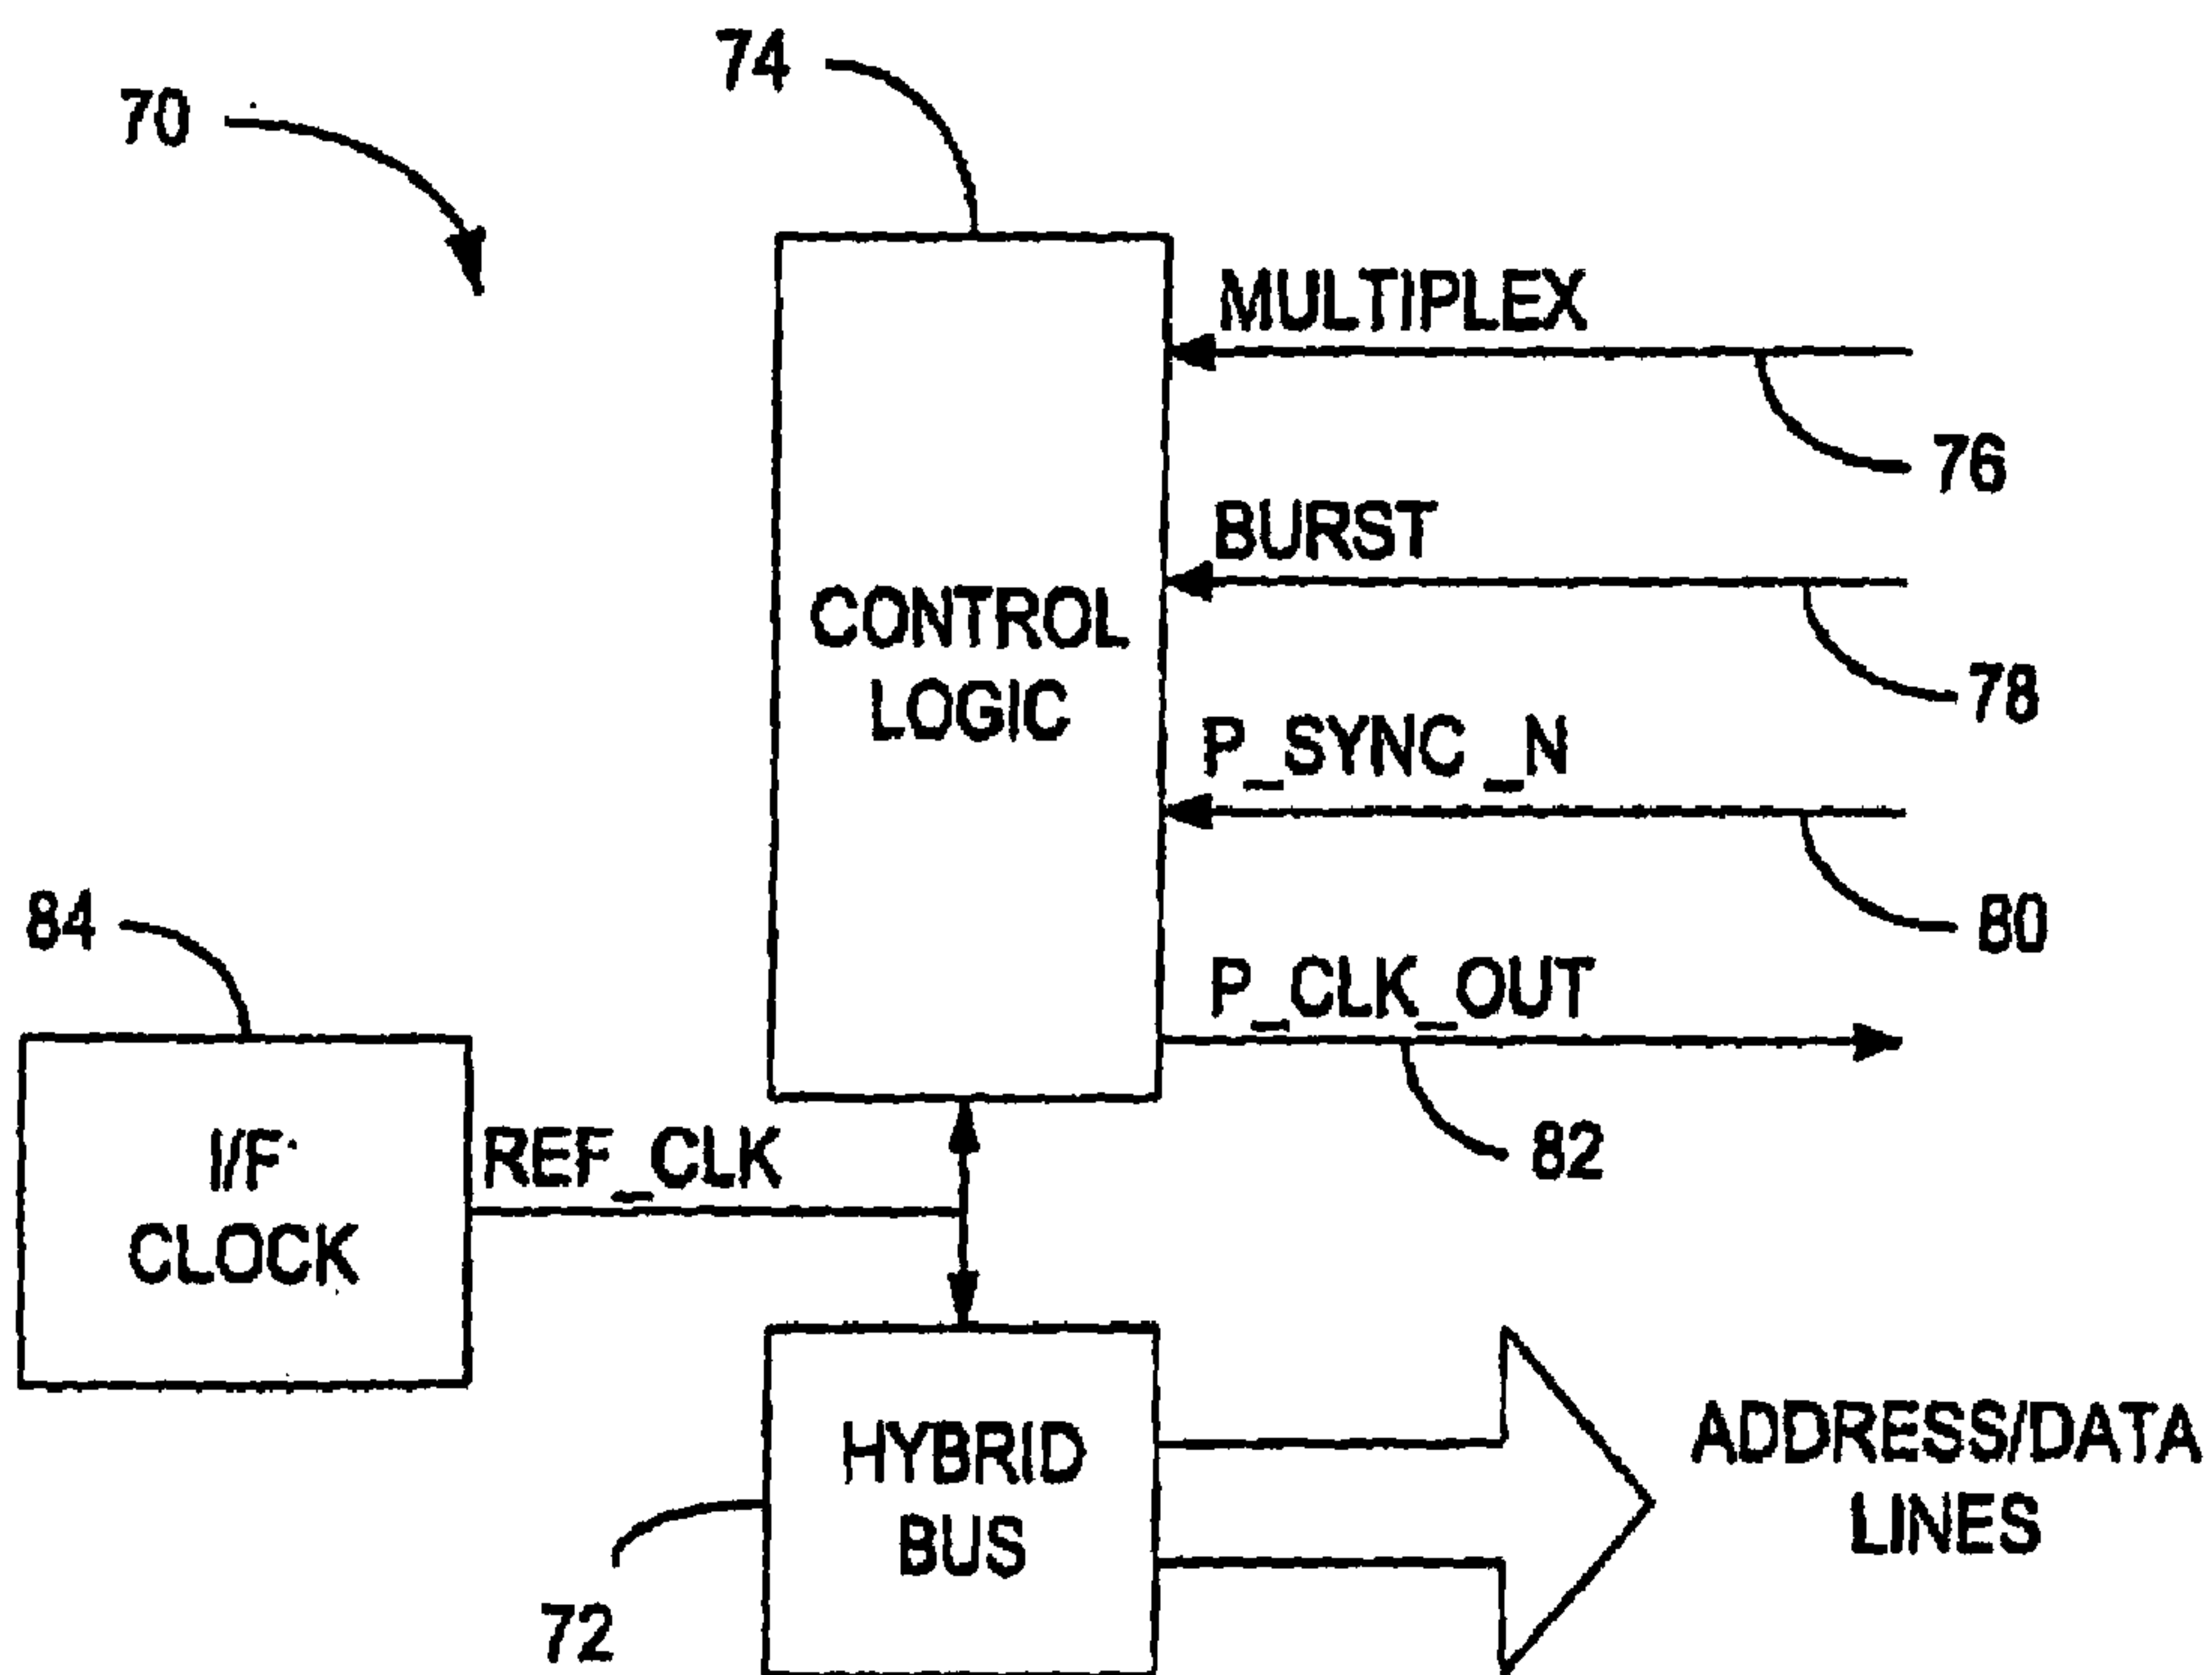 74
70
MULTIPLEX
76
BURST
78
CONTROL
LOGIC
P_SYNC_N
80
84
P_CLK_OUT
82
I/F
CLOCK
REF_CLK
HYBRID
BUS
ADDRESS/DATA
LINES
72